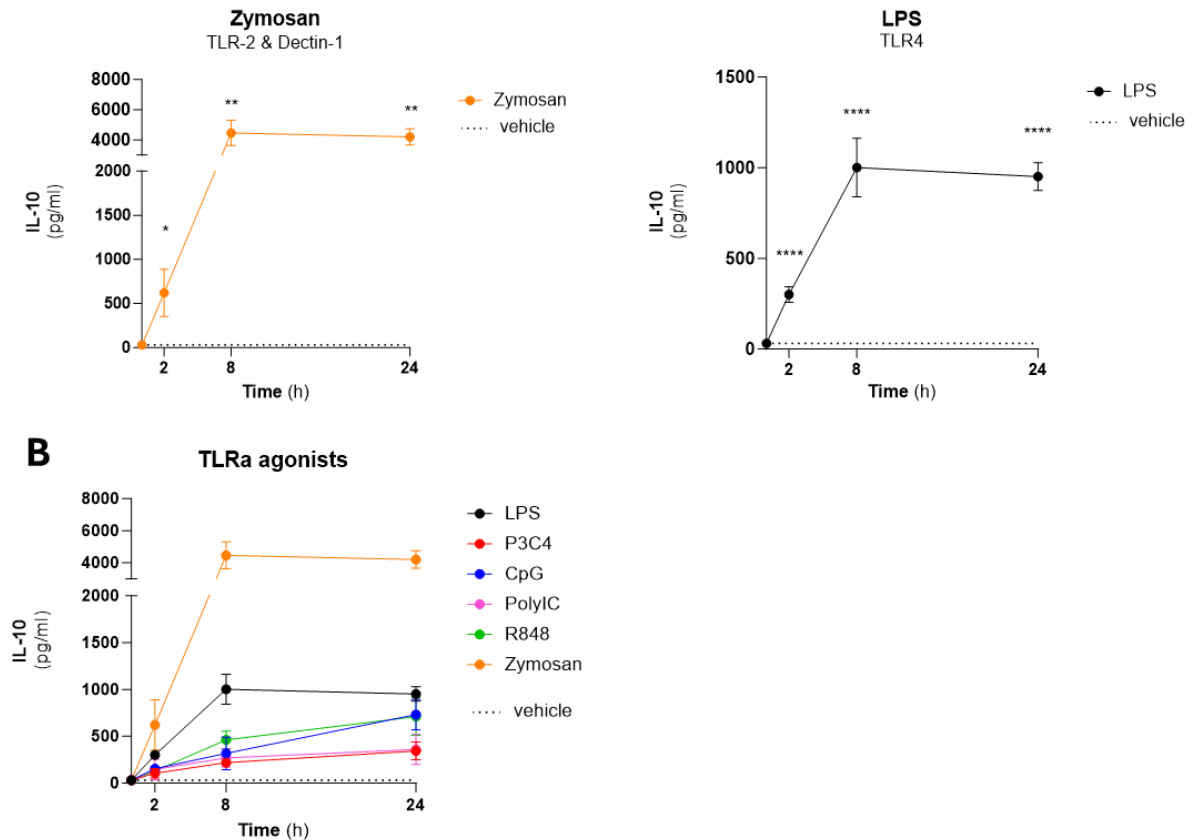 Zymosan
TLR-2 & Dectin-1
8000
6000
4000
2000
1500
1000
500
0
IL-10
(pg/ml)
*
**
**
2
8
24
Time (h)
Zymosan
vehicle
LPS
TLR4
1500
1000
500
0
IL-10
(pg/ml)
****
****
****
2
8
24
Time (h)
LPS
vehicle
B
TLRa agonists
8000
6000
4000
2000
1500
1000
500
0
IL-10
(pg/ml)
2
8
24
Time (h)
LPS
P3C4
CpG
PolyIC
R848
Zymosan
vehicle